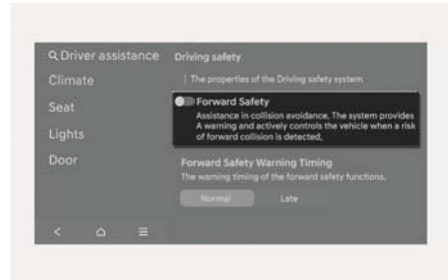 Driver assistance
Climate
Seat
Lights
Door
Driving safety
The properties of the Driving safety system
Forward Safety
Assistance in collision avoidance, The system provides
A warning and actively controls the vehicle when a risk
of forward collision is detected,
Forward Safety Warning Timing
The warning timing of the forward safety functions,
Normal
Late